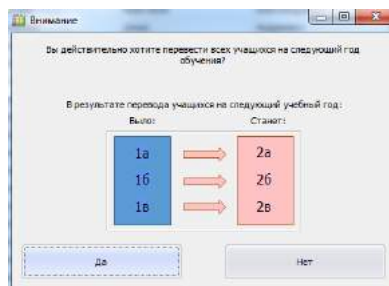 Внимание
Вы действительно хотите перевести всех учащихся на следующий год
обучения?
В результате перевода учащихся на следующий учебный год:
Было: Станет:
1а 2а
1б 2б
1в 2в
Да Нет